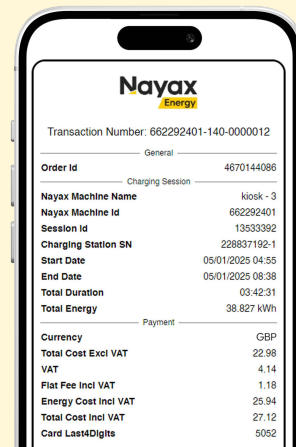 Nayax
Energy
Transaction Number: 662292401-140-0000012
General
Order Id 4670144086
Charging Session
Nayax Machine Name kiosk - 3
Nayax Machine Id 662292401
Session Id 13533392
Charging Station SN 228837192-1
Start Date 05/01/2025 04:55
End Date 05/01/2025 08:38
Total Duration 03:42:31
Total Energy 38.827 kWh
Payment
Currency GBP
Total Cost Excl VAT 22.98
VAT 4.14
Flat Fee Incl VAT 1.18
Energy Cost Incl VAT 25.94
Total Cost Incl VAT 27.12
Card Last4Digits 5052